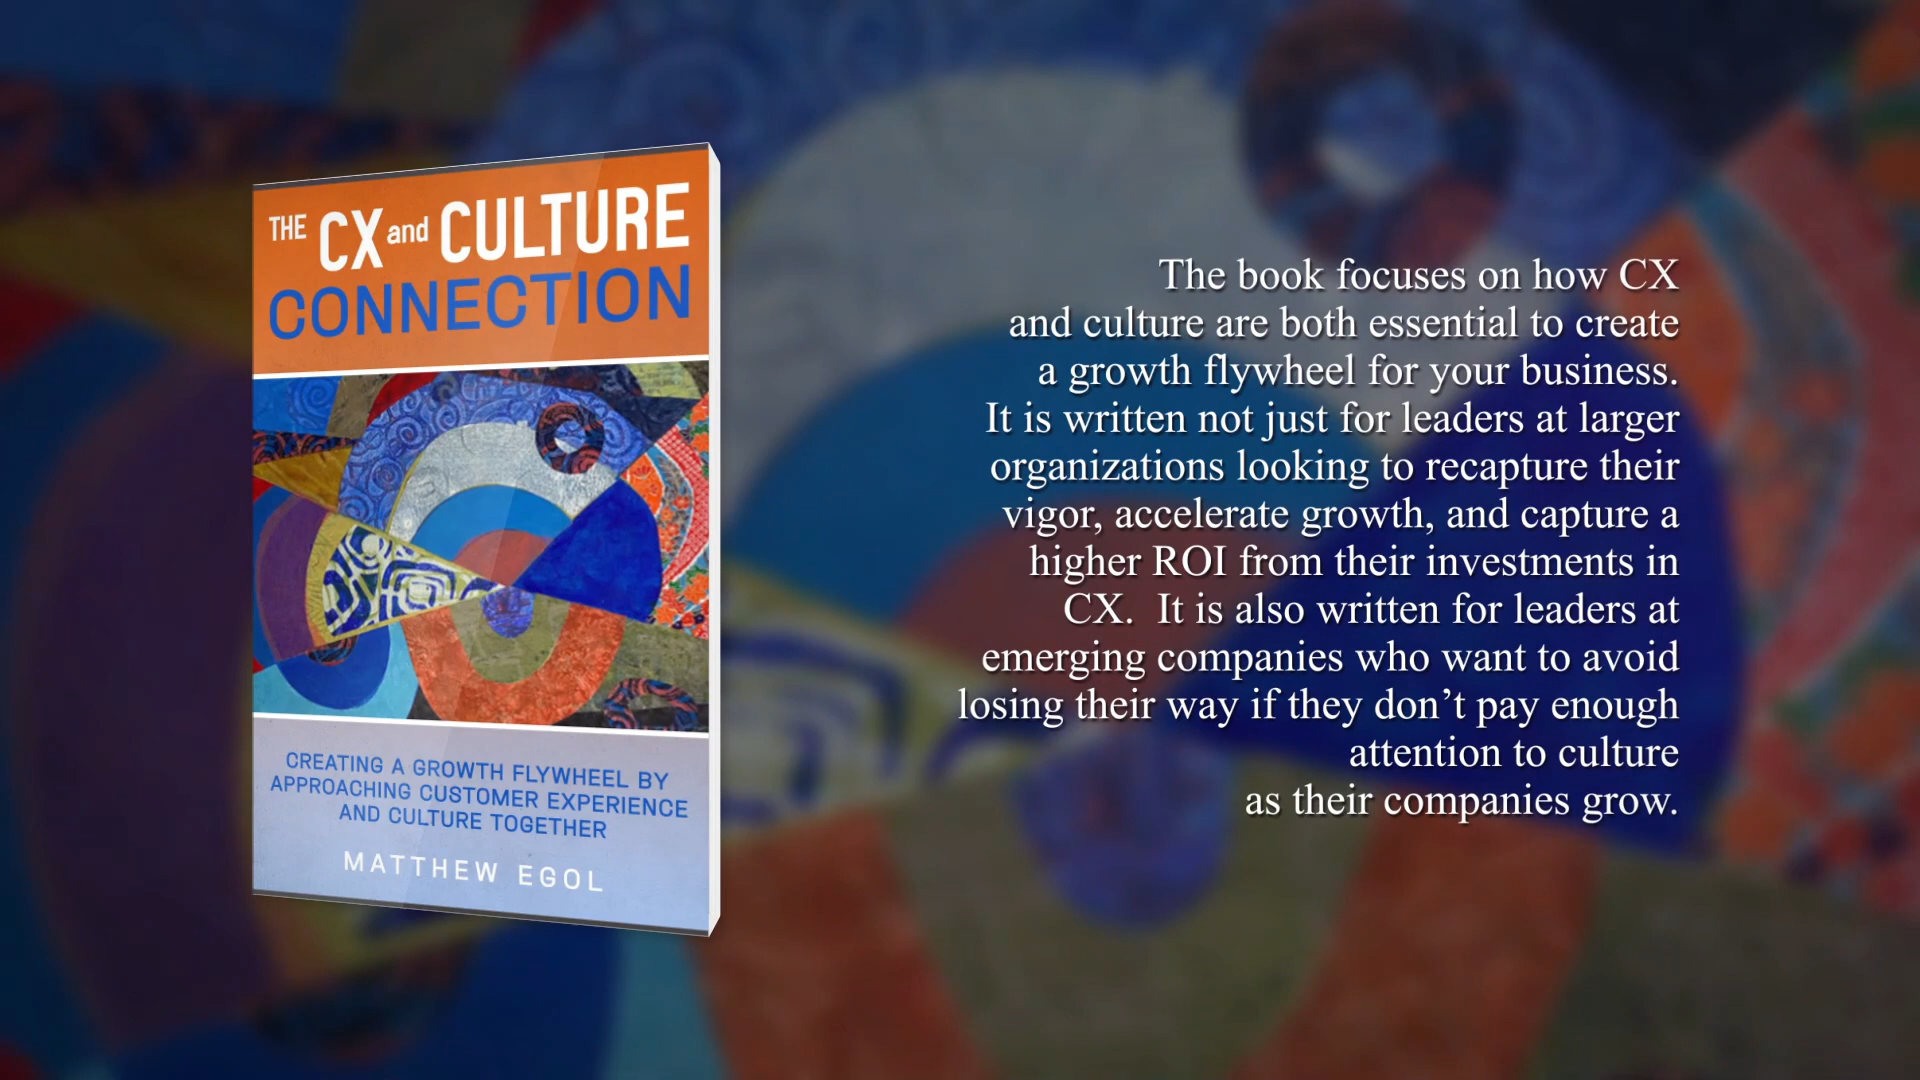 THE CX and CULTURE
CONNECTION
CREATING A GROWTH FLYWHEEL BY
APPROACHING CUSTOMER EXPERIENCE
AND CULTURE TOGETHER
MATTHEW EGOL
The book focuses on how CX
and culture are both essential to create
a growth flywheel for your business.
It is written not just for leaders at larger
organizations looking to recapture their
vigor, accelerate growth, and capture a
higher ROI from their investments in
CX.  It is also written for leaders at
emerging companies who want to avoid
losing their way if they don’t pay enough
attention to culture
as their companies grow.